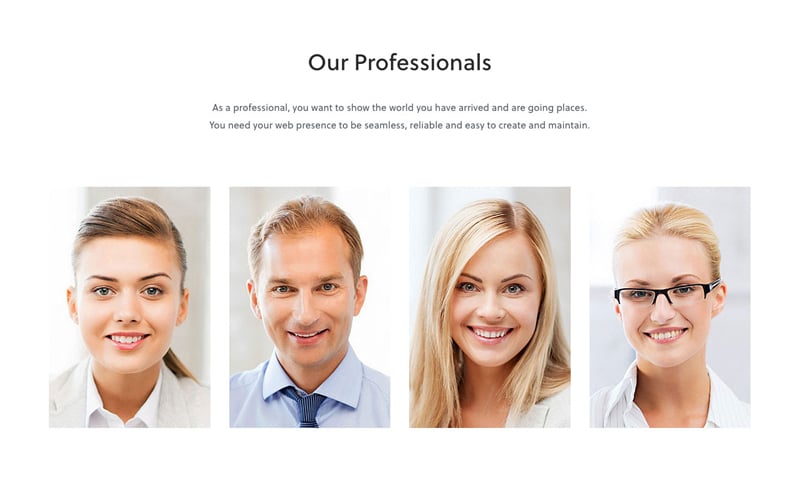 Our Professionals
As a professional, you want to show the world you have arrived and are going places.
You need your web presence to be seamless, reliable and easy to create and maintain.